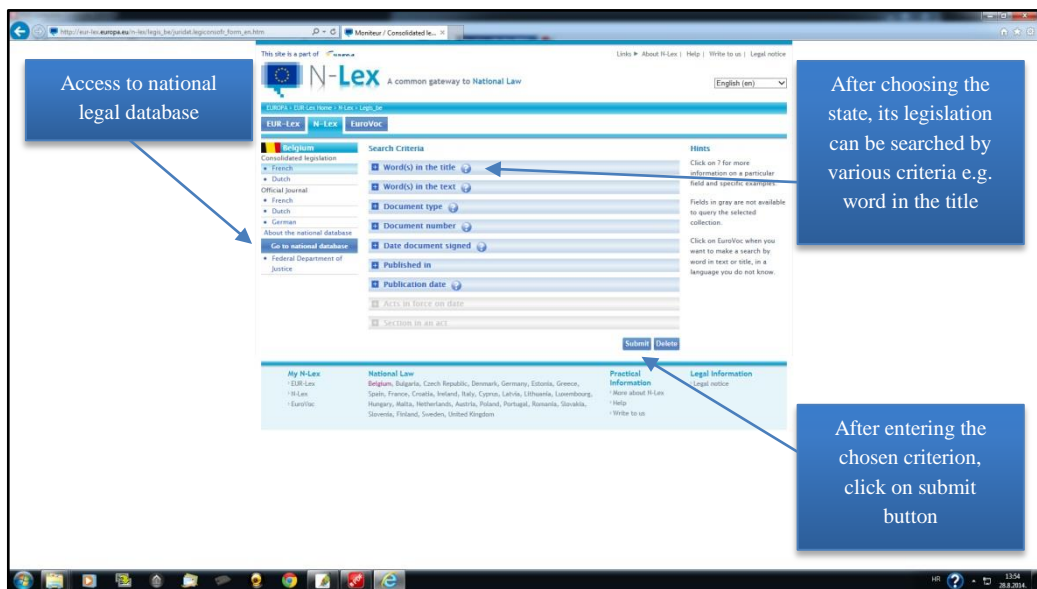 http://eur-lex.europa.eu/n-lex/legis_be/juridat.legiconsofr_form_en.htm
Moniteur / Consolidated le...
This site is a part of
Links About N-Lex | Help | Write to us | Legal notice
N-Lex A common gateway to National Law
English (en)
EUROPA > EUR-Lex Home > N-Lex > Legis_be
EUR-Lex N-Lex EuroVoc
Belgium
Consolidated legislation
French
Dutch
Official Journal
French
Dutch
German
About the national database
Go to national database
Federal Department of
Justice
Search Criteria
Word(s) in the title
Word(s) in the text
Document type
Document number
Date document signed
Published in
Publication date
Acts in force on date
Section in an act
Submit Delete
Hints
Click on ? for more
information on a particular
field and specific examples.
Fields in gray are not available
to query the selected
collection.
Click on EuroVoc when you
want to make a search by
word in text or title, in a
language you do not know.
My N-Lex
EUR-Lex
N-Lex
EuroVoc
National Law
Belgium, Bulgaria, Czech Republic, Denmark, Germany, Estonia, Greece,
Spain, France, Croatia, Ireland, Italy, Cyprus, Latvia, Lithuania, Luxembourg,
Hungary, Malta, Netherlands, Austria, Poland, Portugal, Romania, Slovakia,
Slovenia, Finland, Sweden, United Kingdom
Practical
Information
More about N-Lex
Help
Write to us
Legal Information
Legal notice
Access to national
legal database
After choosing the
state, its legislation
can be searched by
various criteria e.g.
word in the title
After entering the
chosen criterion,
click on submit
button
HR
13:54
28.8.2014.